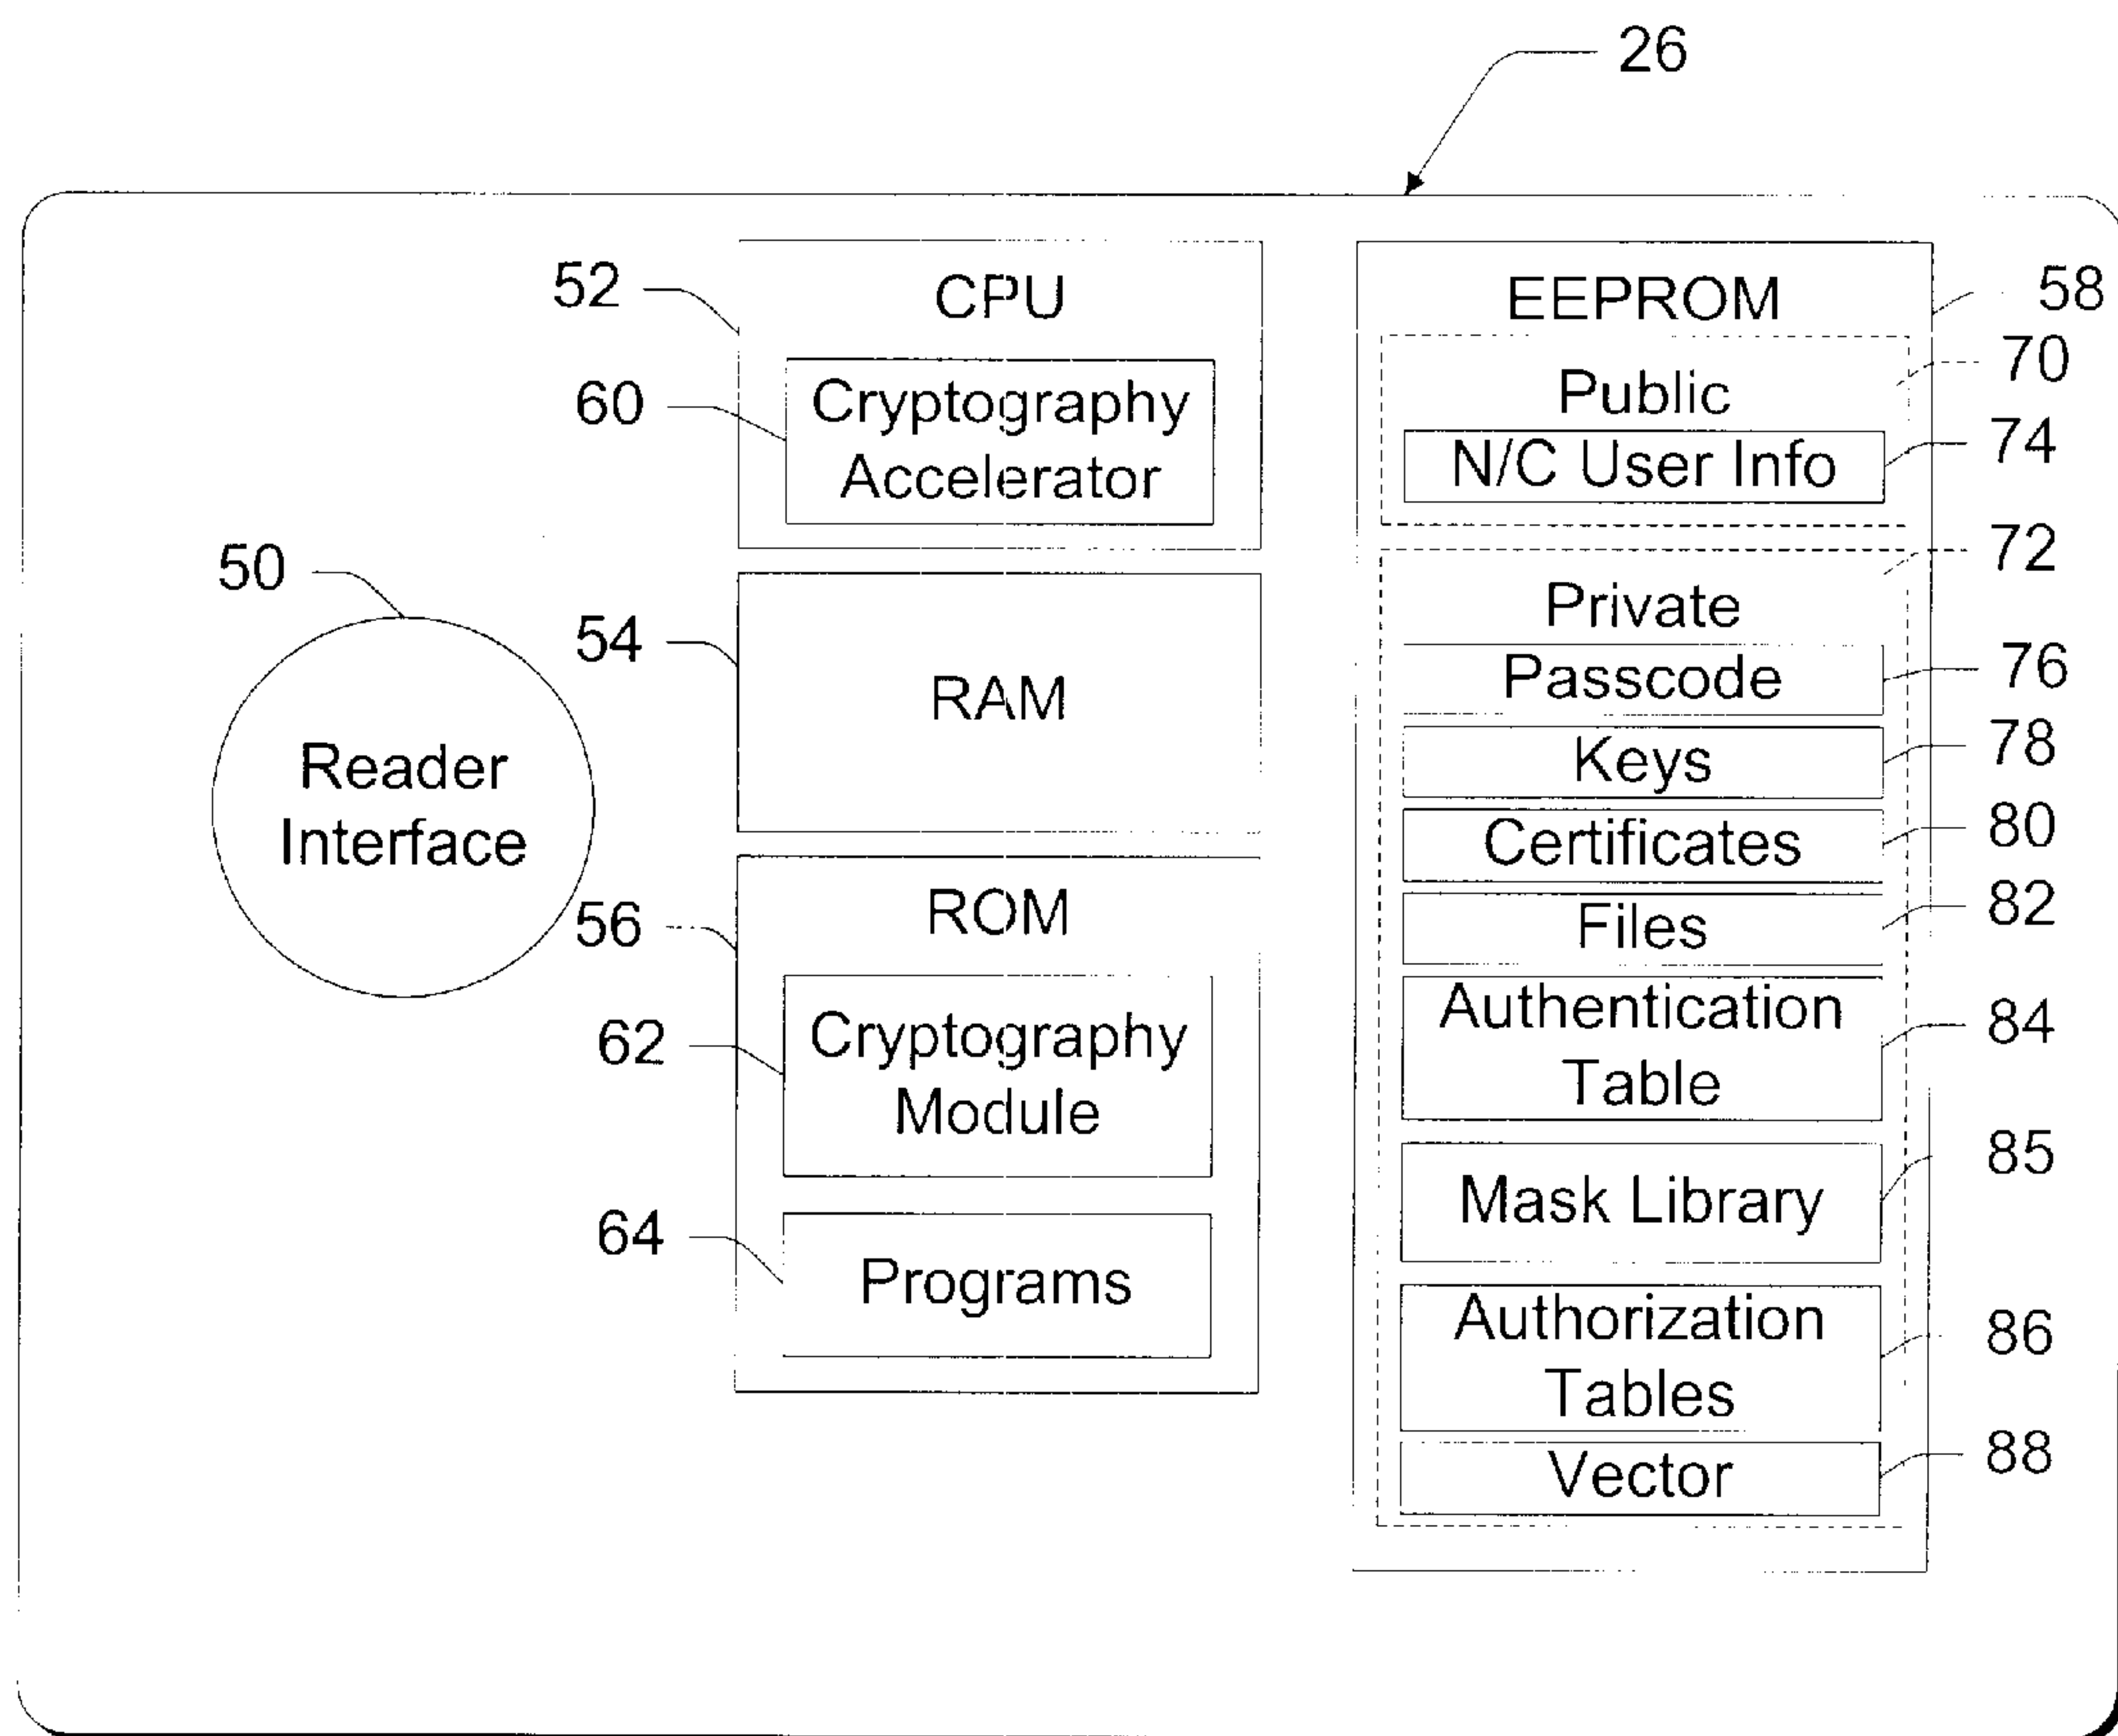 26
52
CPU
60
Cryptography
Accelerator
50
Reader
Interface
54
RAM
56
ROM
62
Cryptography
Module
64
Programs
EEPROM
58
Public
70
N/C User Info
74
72
Private
Passcode
76
Keys
78
Certificates
80
Files
82
Authentication
Table
84
Mask Library
85
Authorization
Tables
86
Vector
88